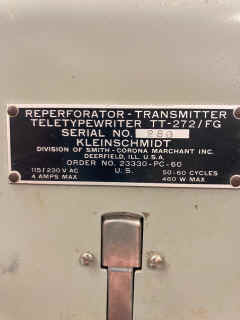 REPERFORATOR - TRANSMITTER
TELETYPEWRITER TT-272/FG
SERIAL NO. 280
KLEINSCHMIDT
DIVISION OF SMITH - CORONA MARCHANT INC.
DEERFIELD, ILL. U.S.A.
ORDER NO. 23330-PC-60
115/230 V AC U.S. 50-60 CYCLES
4 AMPS MAX 460 W MAX